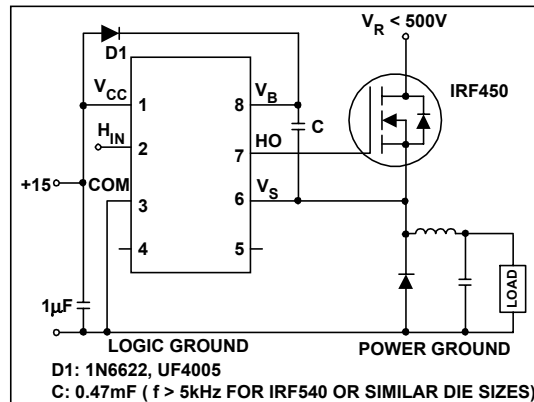 V_R < 500V
D1
IRF450
V_CC
1
8
V_B
C
H_IN
2
7
HO
+15
COM
3
6
V_S
4
5
1µF
LOAD
LOGIC GROUND
POWER GROUND
D1: 1N6622, UF4005
C: 0.47mF ( f > 5kHz FOR IRF540 OR SIMILAR DIE SIZES)